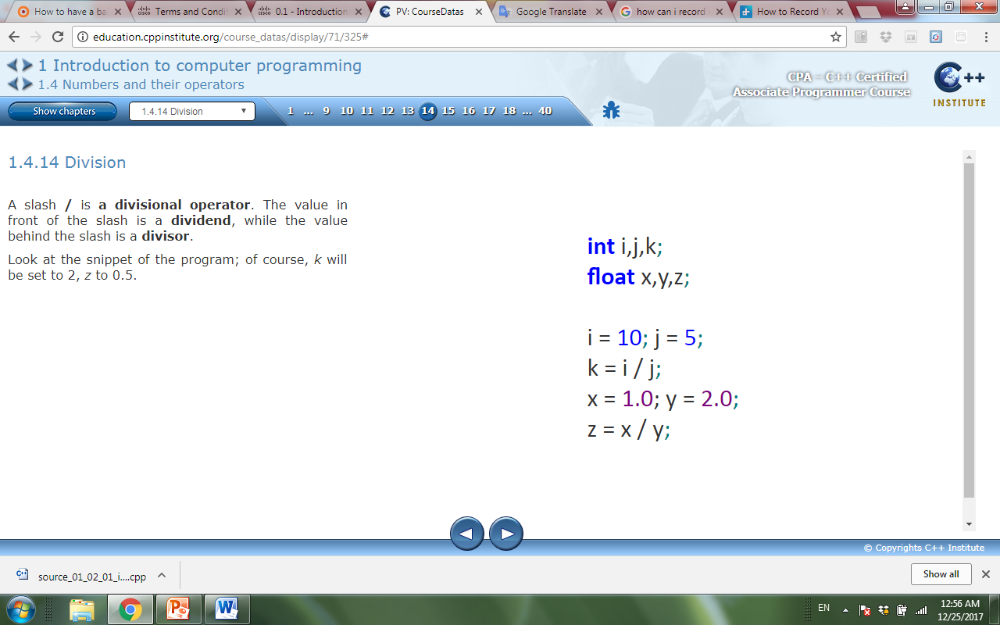 How to have a ba
Terms and Condit
0.1 - Introduction
PV: CourseDatas
Google Translate
how can i record
How to Record Yo
education.cppinstitute.org/course_datas/display/71/325#
1 Introduction to computer programming
1.4 Numbers and their operators
CPA – C++ Certified
Associate Programmer Course
C++
INSTITUTE
Show chapters
1.4.14 Division
1 ... 9 10 11 12 13 14 15 16 17 18 ... 40
1.4.14 Division
A slash / is a divisional operator. The value in
front of the slash is a dividend, while the value
behind the slash is a divisor.
Look at the snippet of the program; of course, k will
be set to 2, z to 0.5.
int i,j,k;
float x,y,z;
i = 10; j = 5;
k = i / j;
x = 1.0; y = 2.0;
z = x / y;
© Copyrights C++ Institute
source_01_02_01_i....cpp
Show all
EN
12:56 AM
12/25/2017